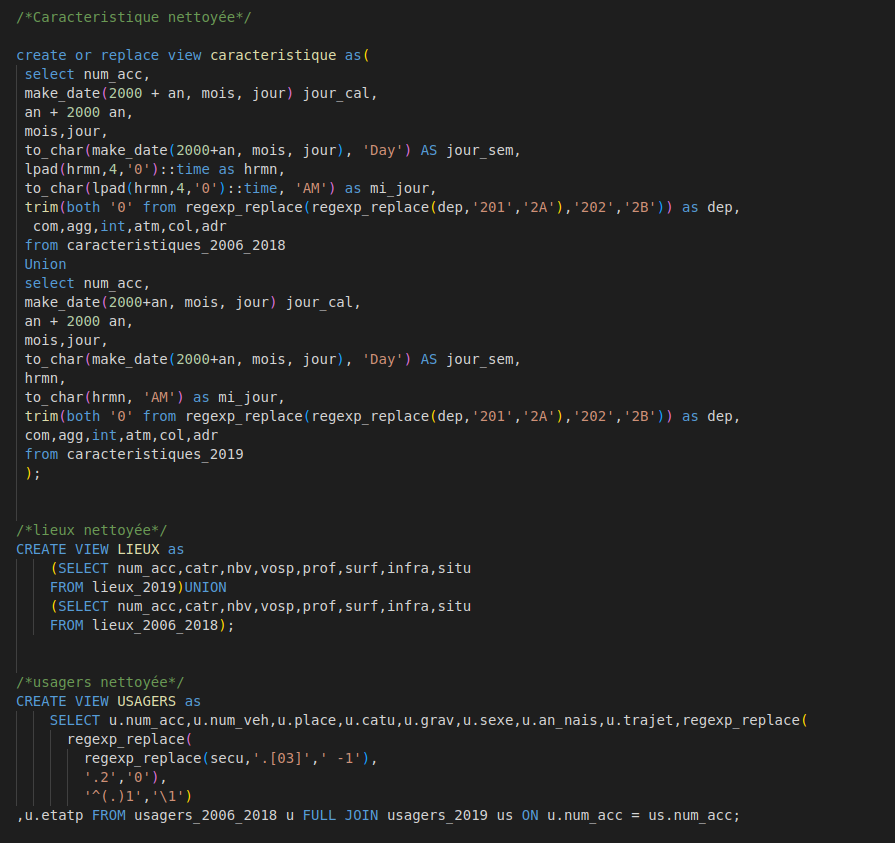 /*Caracteristique nettoyée*/
create or replace view caracteristique as(
select num_acc,
make_date(2000 + an, mois, jour) jour_cal,
an + 2000 an,
mois,jour,
to_char(make_date(2000+an, mois, jour), 'Day') AS jour_sem,
lpad(hrmn,4,'0')::time as hrmn,
to_char(lpad(hrmn,4,'0')::time, 'AM') as mi_jour,
trim(both '0' from regexp_replace(regexp_replace(dep,'201','2A'),'202','2B')) as dep,
com,agg,int,atm,col,adr
from caracteristiques_2006_2018
Union
select num_acc,
make_date(2000+an, mois, jour) jour_cal,
an + 2000 an,
mois,jour,
to_char(make_date(2000+an, mois, jour), 'Day') AS jour_sem,
hrmn,
to_char(hrmn, 'AM') as mi_jour,
trim(both '0' from regexp_replace(regexp_replace(dep,'201','2A'),'202','2B')) as dep,
com,agg,int,atm,col,adr
from caracteristiques_2019
);
/*lieux nettoyée*/
CREATE VIEW LIEUX as
(SELECT num_acc,catr,nbv,vosp,prof,surf,infra,situ
FROM lieux_2019)UNION
(SELECT num_acc,catr,nbv,vosp,prof,surf,infra,situ
FROM lieux_2006_2018);
/*usagers nettoyée*/
CREATE VIEW USAGERS as
SELECT u.num_acc,u.num_veh,u.place,u.catu,u.grav,u.sexe,u.an_nais,u.trajet,regexp_replace(
regexp_replace(
regexp_replace(secu,'.[03]',' -1'),
'.2','0'),
'^(.)1','\1')
,u.etatp FROM usagers_2006_2018 u FULL JOIN usagers_2019 us ON u.num_acc = us.num_acc;